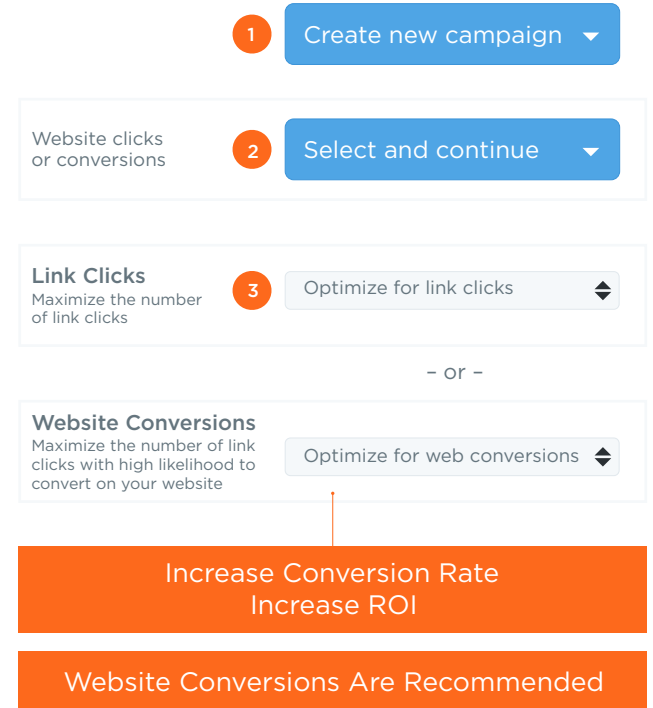 1
Create new campaign
Website clicks
or conversions
2
Select and continue
Link Clicks
Maximize the number
of link clicks
3
Optimize for link clicks
– or –
Website Conversions
Maximize the number of link
clicks with high likelihood to
convert on your website
Optimize for web conversions
Increase Conversion Rate
Increase ROI
Website Conversions Are Recommended